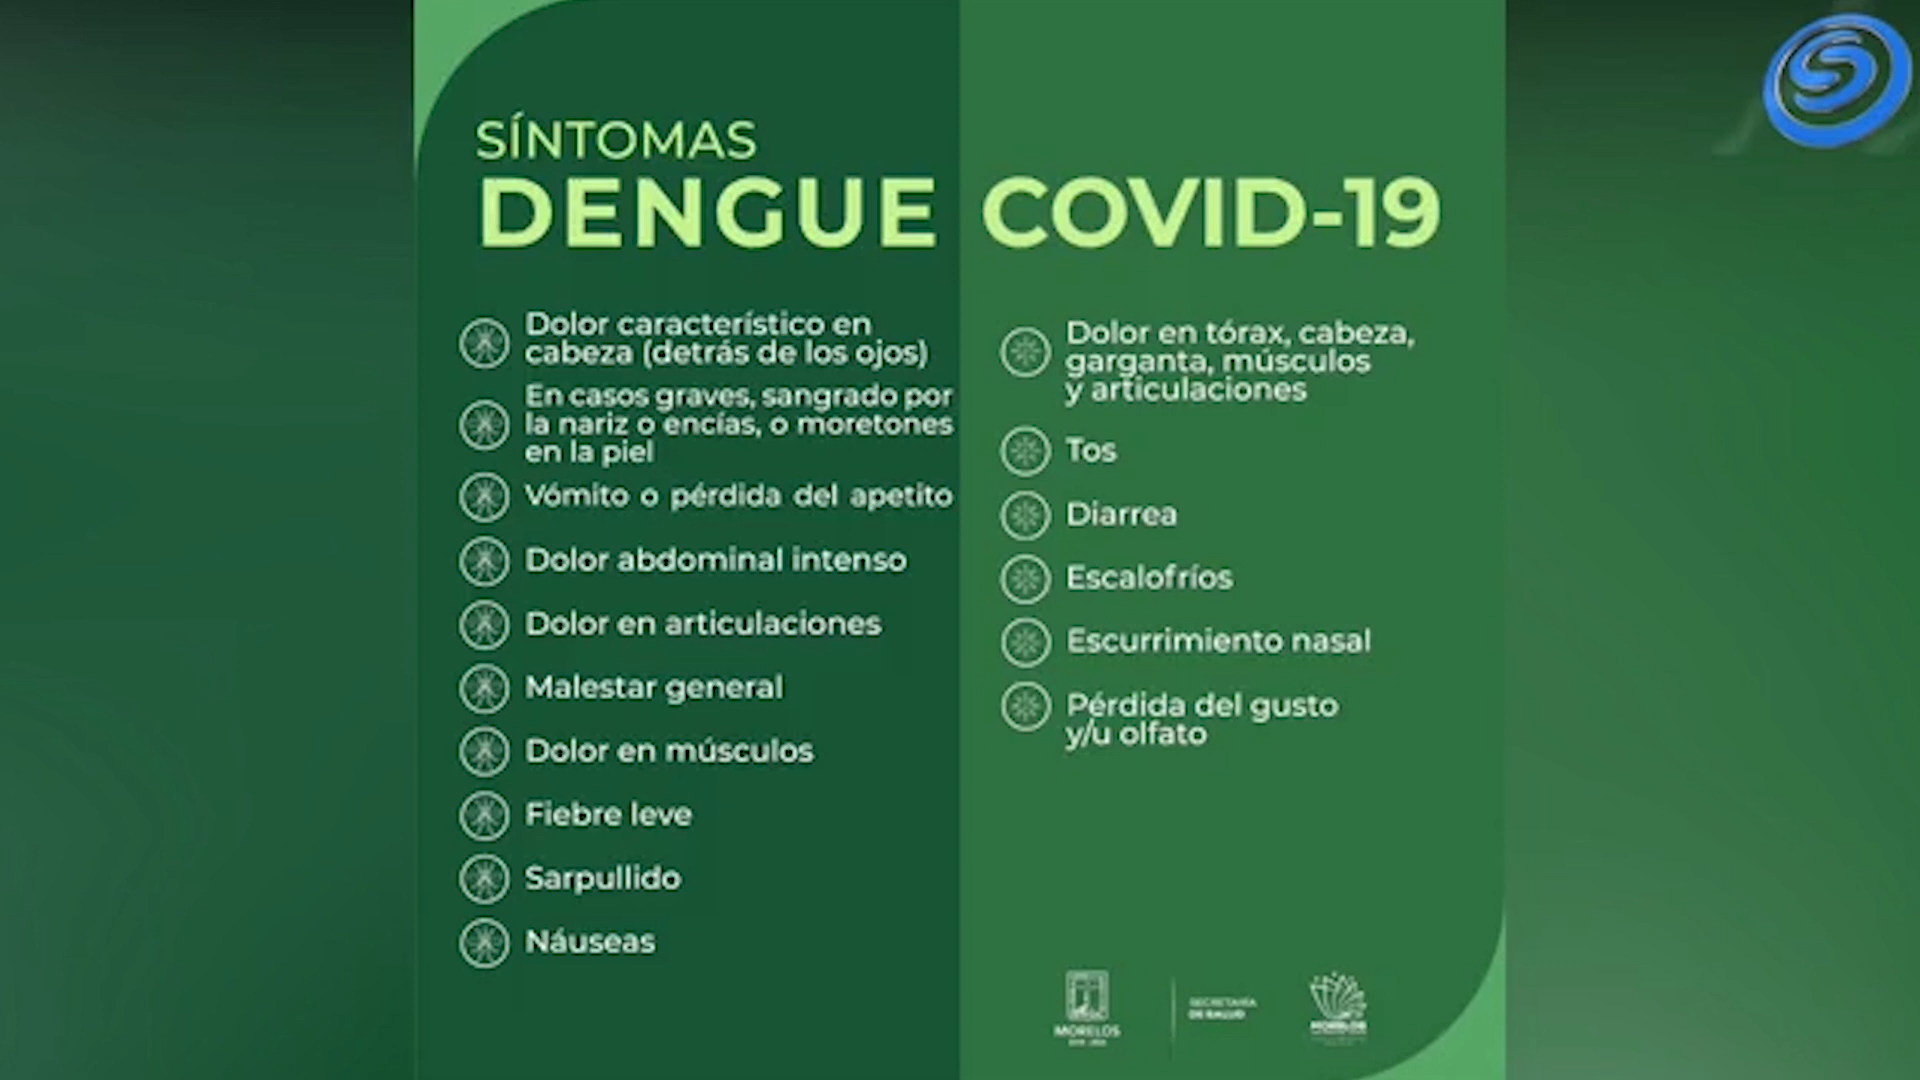 SÍNTOMAS
DENGUE
Dolor característico en
cabeza (detrás de los ojos)
En casos graves, sangrado por
la nariz o encías, o moretones
en la piel
Vómito o pérdida del apetito
Dolor abdominal intenso
Dolor en articulaciones
Malestar general
Dolor en músculos
Fiebre leve
Sarpullido
Náuseas
COVID-19
Dolor en tórax, cabeza,
garganta, músculos
y articulaciones
Tos
Diarrea
Escalofríos
Escurrimiento nasal
Pérdida del gusto
y/u olfato
MORELOS
SECRETARÍA
DE SALUD
MORELOS